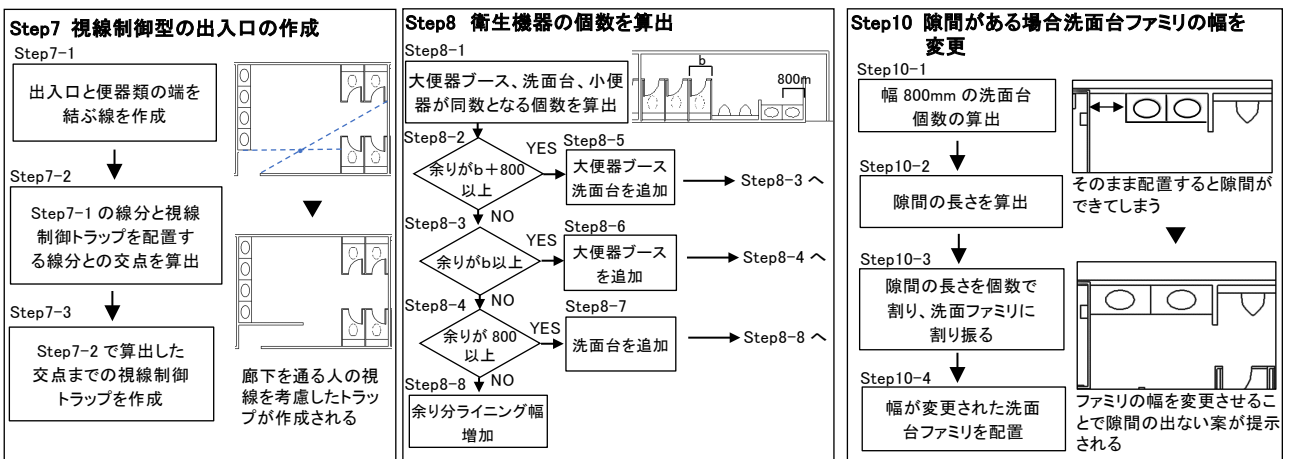 Step7 視線制御型の出入口の作成
Step7-1
出入口と便器類の端を
結ぶ線を作成
Step7-2
Step7-1 の線分と視線
制御トラップを配置す
る線分との交点を算出
Step7-3
Step7-2 で算出した
交点までの視線制御
トラップを作成
廊下を通る人の視
線を考慮したトラッ
プが作成される
Step8 衛生機器の個数を算出
Step8-1
大便器ブース、洗面台、小便
器が同数となる個数を算出
b
800m
Step8-2
余りがb+800
以上
YES
Step8-5
大便器ブース
洗面台を追加
Step8-3 へ
NO
Step8-3
余りがb以上
YES
Step8-6
大便器ブース
を追加
Step8-4 へ
NO
Step8-4
余りが 800
以上
YES
Step8-7
洗面台を追加
Step8-8 へ
NO
Step8-8
余り分ライニング幅
増加
Step10 隙間がある場合洗面台ファミリの幅を
変更
Step10-1
幅 800mm の洗面台
個数の算出
Step10-2
隙間の長さを算出
Step10-3
隙間の長さを個数で
割り、洗面ファミリに
割り振る
Step10-4
幅が変更された洗面
台ファミリを配置
そのまま配置すると隙間が
できてしまう
ファミリの幅を変更させるこ
とで隙間の出ない案が提示
される